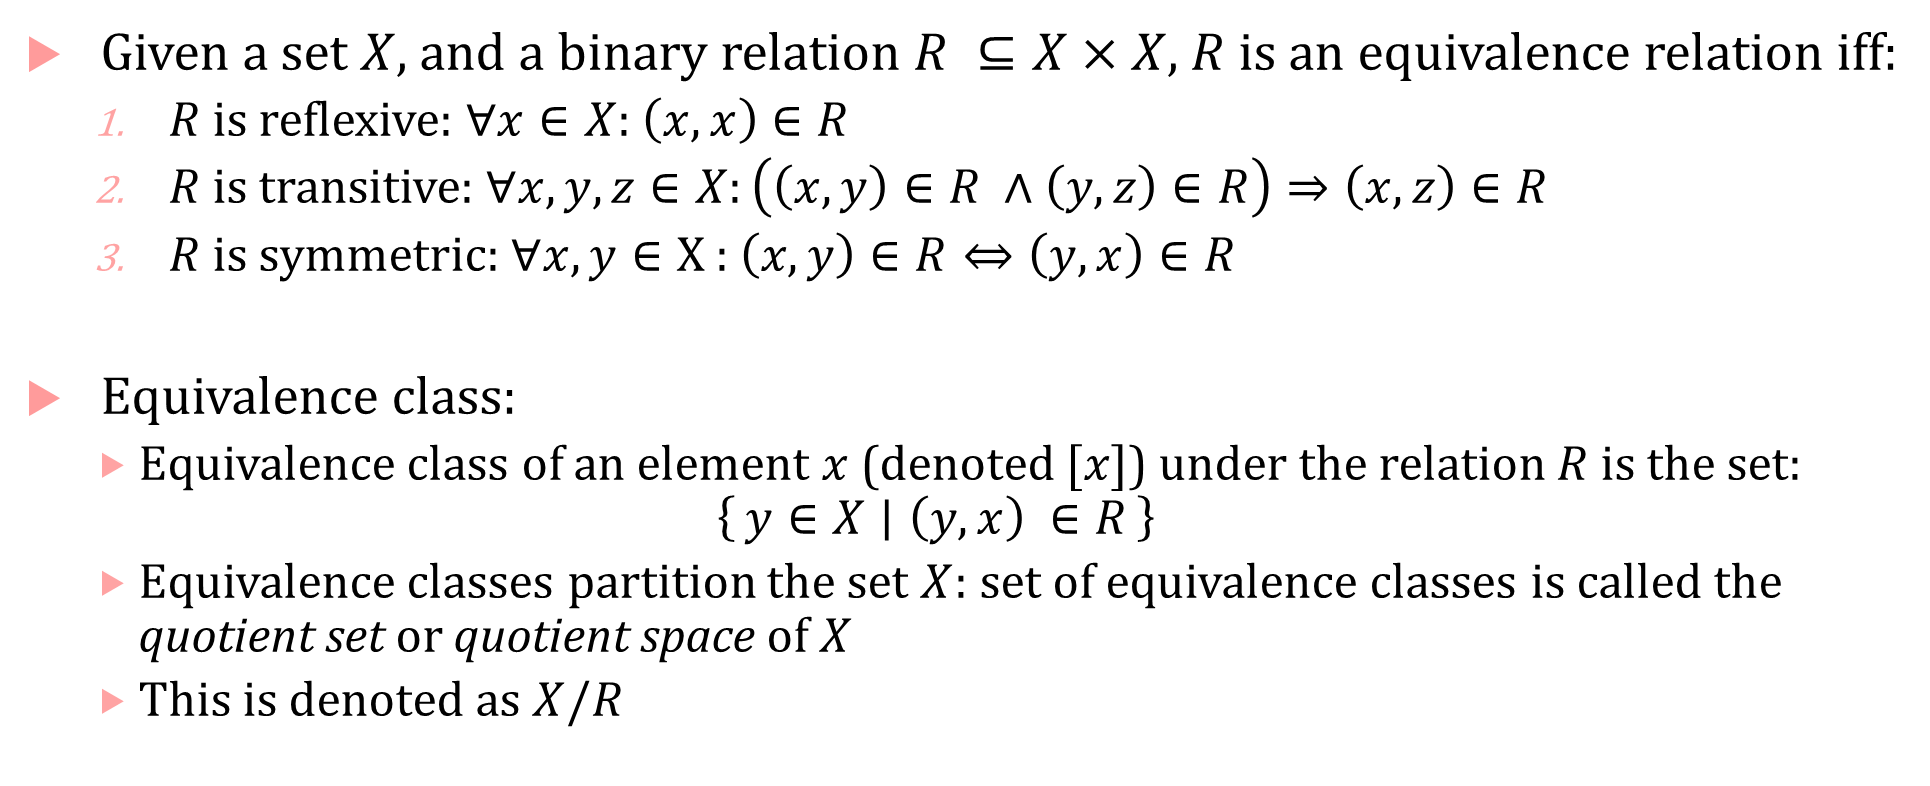 Given a set X, and a binary relation R ⊆ X × X, R is an equivalence relation iff:
1. R is reflexive: ∀x ∈ X: (x, x) ∈ R
2. R is transitive: ∀x, y, z ∈ X: ((x, y) ∈ R ∧ (y, z) ∈ R) ⇒ (x, z) ∈ R
3. R is symmetric: ∀x, y ∈ X : (x, y) ∈ R ⇔ (y, x) ∈ R
Equivalence class:
Equivalence class of an element x (denoted [x]) under the relation R is the set:
{ y ∈ X | (y, x) ∈ R }
Equivalence classes partition the set X: set of equivalence classes is called the
quotient set or quotient space of X
This is denoted as X/R